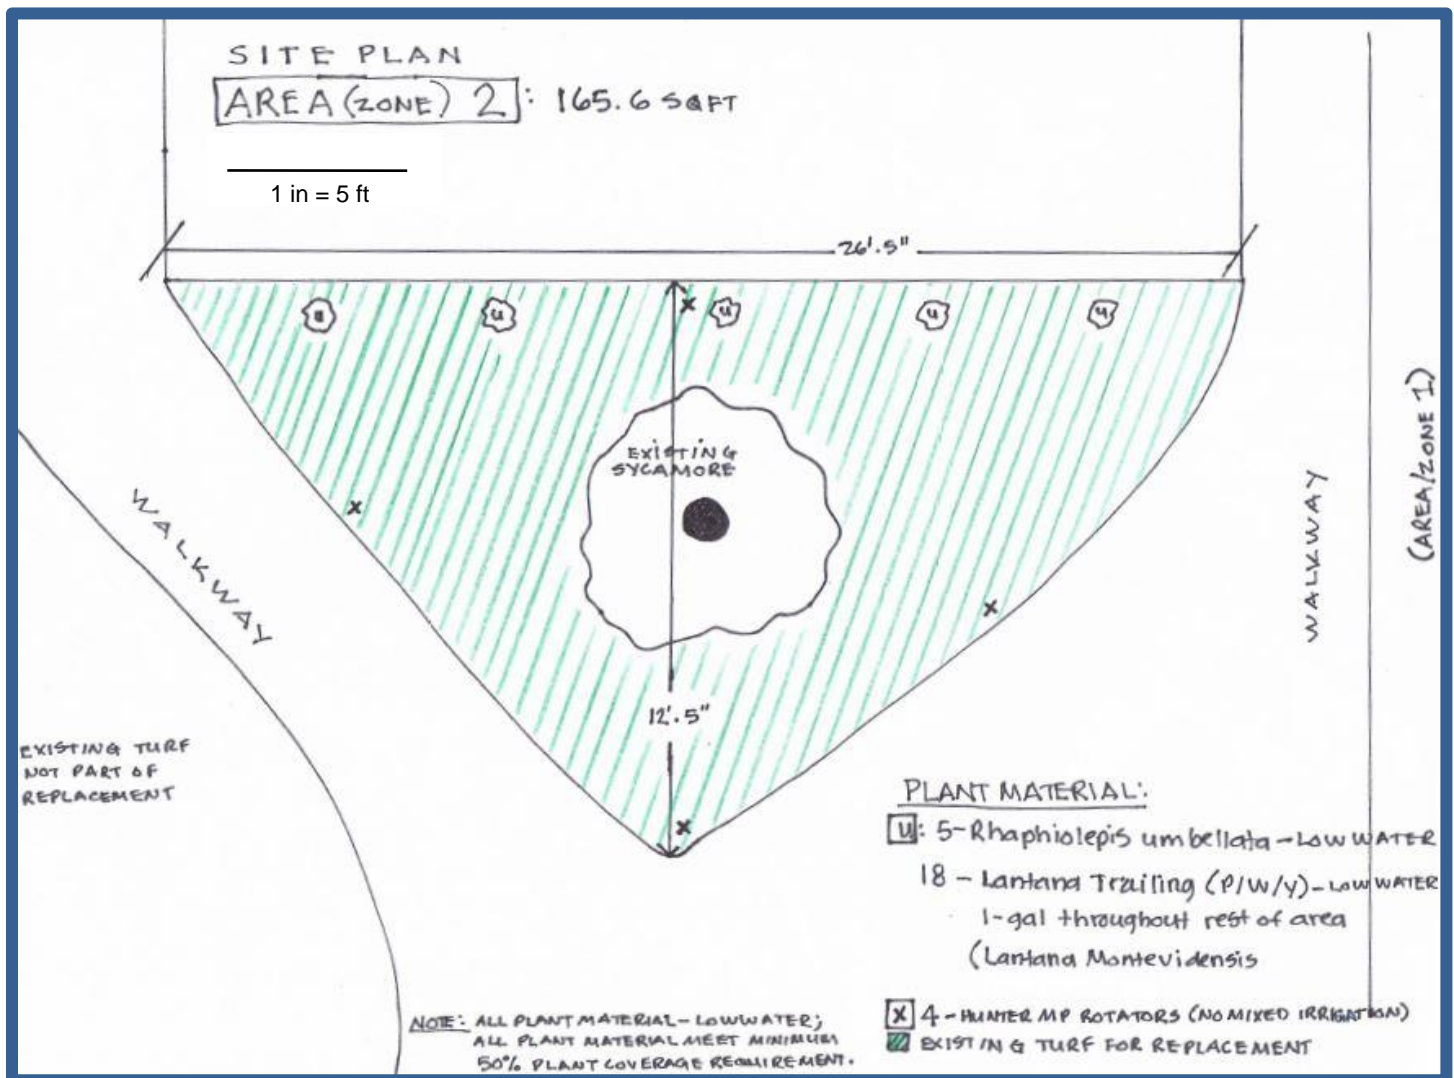 SITE PLAN
AREA (ZONE) 2 : 165.6 SQFT
1 in = 5 ft
26'.5"
u
u
x
u
u
u
EXISTING
SYCAMORE
x
WALKWAY
x
WALKWAY
(AREA/ZONE 1)
12'.5"
EXISTING TURF
NOT PART OF
REPLACEMENT
x
PLANT MATERIAL:
u: 5-Rhaphiolepis umbellata-LOW WATER
18 - Lantana Trailing (P/W/Y)-LOW WATER
1-gal throughout rest of area
(Lantana Montevidensis
NOTE: ALL PLANT MATERIAL-LOWWATER;
ALL PLANT MATERIAL MEET MINIMUM
50% PLANT COVERAGE REQUIREMENT.
x 4-HUNTER MP ROTATORS (NO MIXED IRRIGATION)
EXISTING TURF FOR REPLACEMENT